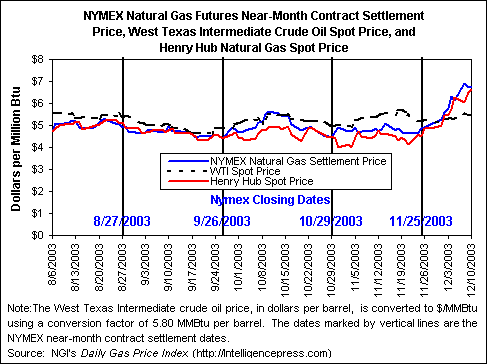 NYMEX Natural Gas Futures Near-Month Contract Settlement
Price, West Texas Intermediate Crude Oil Spot Price, and
Henry Hub Natural Gas Spot Price
Dollars per Million Btu
$8
$7
$6
$5
$4
$3
$2
$1
$0
NYMEX Natural Gas Settlement Price
WTI Spot Price
Henry Hub Spot Price
Nymex Closing Dates
8/27/2003
9/26/2003
10/29/2003
11/25/2003
8/6/2003
8/13/2003
8/20/2003
8/27/2003
9/3/2003
9/10/2003
9/17/2003
9/24/2003
10/1/2003
10/8/2003
10/15/2003
10/22/2003
10/29/2003
11/5/2003
11/12/2003
11/19/2003
11/26/2003
12/3/2003
12/10/2003
Note:The West Texas Intermediate crude oil price, in dollars per barrel, is converted to $/MMBtu
using a conversion factor of 5.80 MMBtu per barrel. The dates marked by vertical lines are the
NYMEX near-month contract settlement dates.
Source: NGI's Daily Gas Price Index (http://intelligencepress.com)